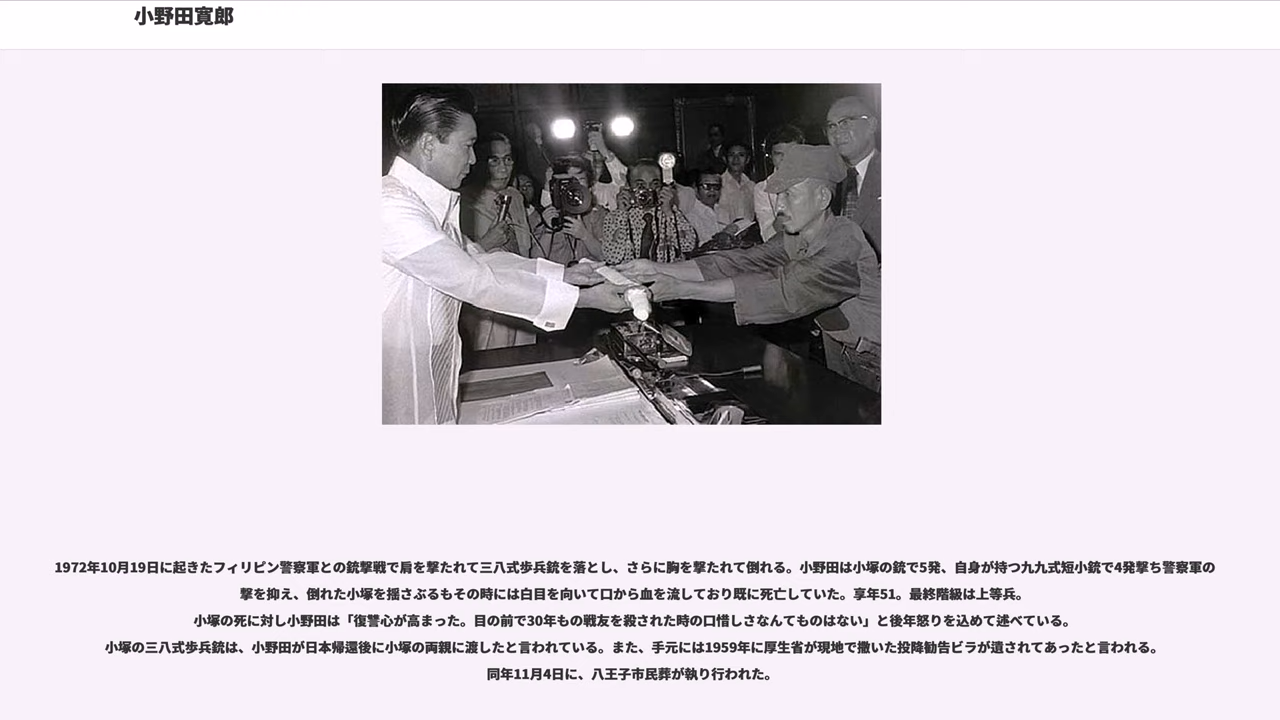 小野田寛郎
1972年10月19日に起きたフィリピン警察軍との銃撃戦で肩を撃たれて三八式歩兵銃を落とし、さらに胸を撃たれて倒れる。小野田は小塚の銃で5発、自身が持つ九九式短小銃で4発撃ち警察軍の
撃を抑え、倒れた小塚を揺さぶるもその時には白目を向いて口から血を流しており既に死亡していた。享年51。最終階級は上等兵。
小塚の死に対し小野田は「復讐心が高まった。目の前で30年もの戦友を殺された時の口惜しさなんてものはない」と後年怒りを込めて述べている。
小塚の三八式歩兵銃は、小野田が日本帰還後に小塚の両親に渡したと言われている。また、手元には1959年に厚生省が現地で撒いた投降勧告ビラが遺されてあったと言われる。
同年11月4日に、八王子市民葬が執り行われた。